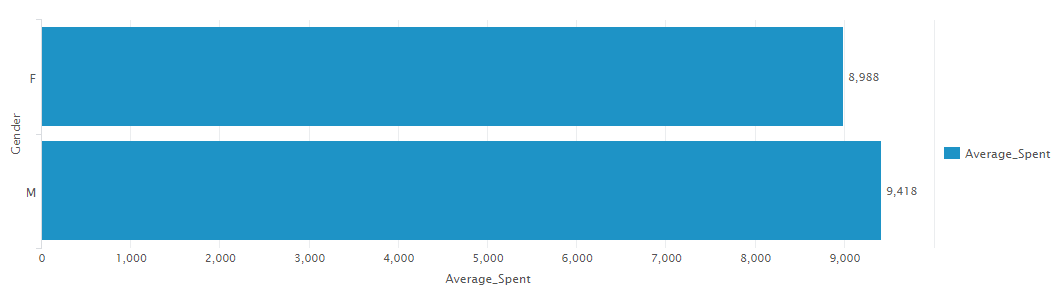 Gender
F
8,988
M
9,418
0 1,000 2,000 3,000 4,000 5,000 6,000 7,000 8,000 9,000
Average_Spent
Average_Spent